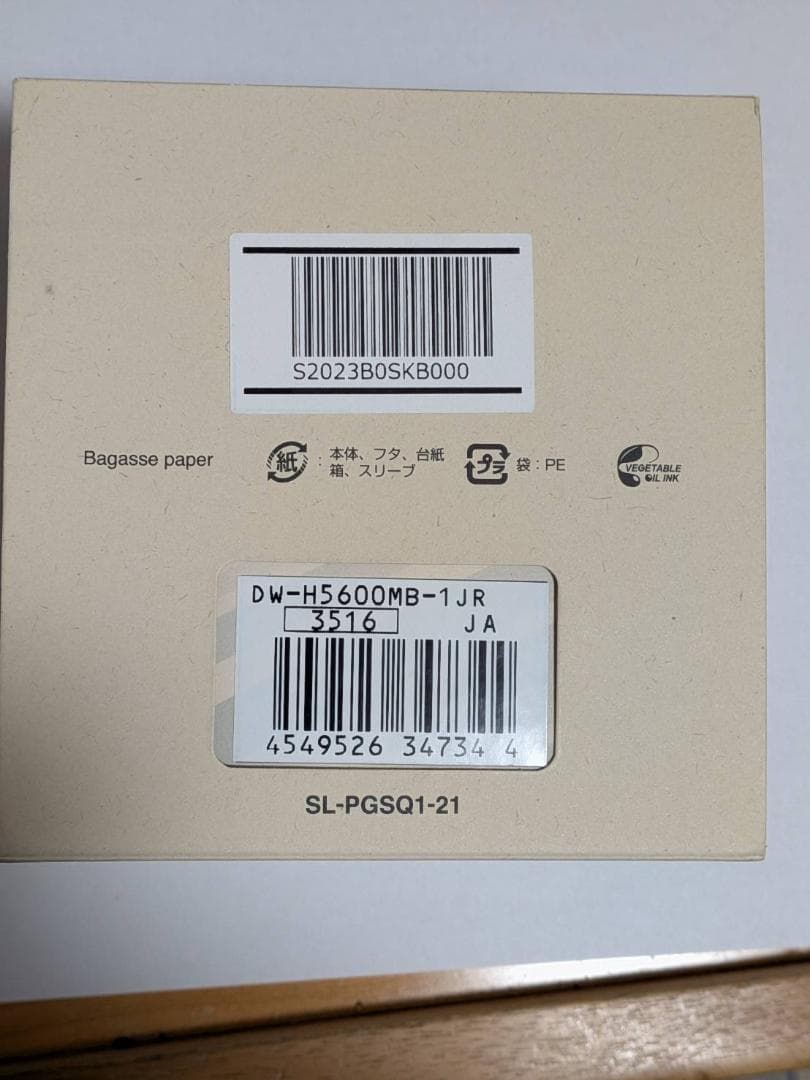 S2023B0SKB000
Bagasse paper
紙 : 本体、フタ、台紙
箱、スリーブ
プラ 袋:PE
VEGETABLE
OIL INK
DW-H5600MB-1JR
3516 JA
4549526 34734 4
SL-PGSQ1-21